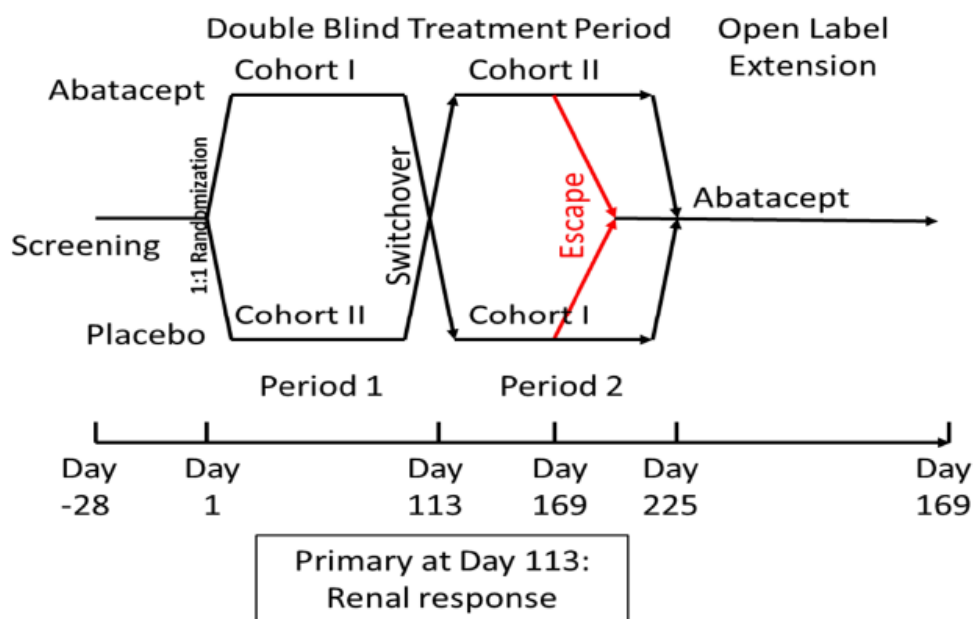 Double Blind Treatment Period
Open Label
Extension
Cohort I
Cohort II
Abatacept
1:1 Randomization
Switchover
Escape
Abatacept
Screening
Cohort II
Cohort I
Placebo
Period 1
Period 2
Day
-28
Day
1
Day
113
Day
169
Day
225
Day
169
Primary at Day 113:
Renal response